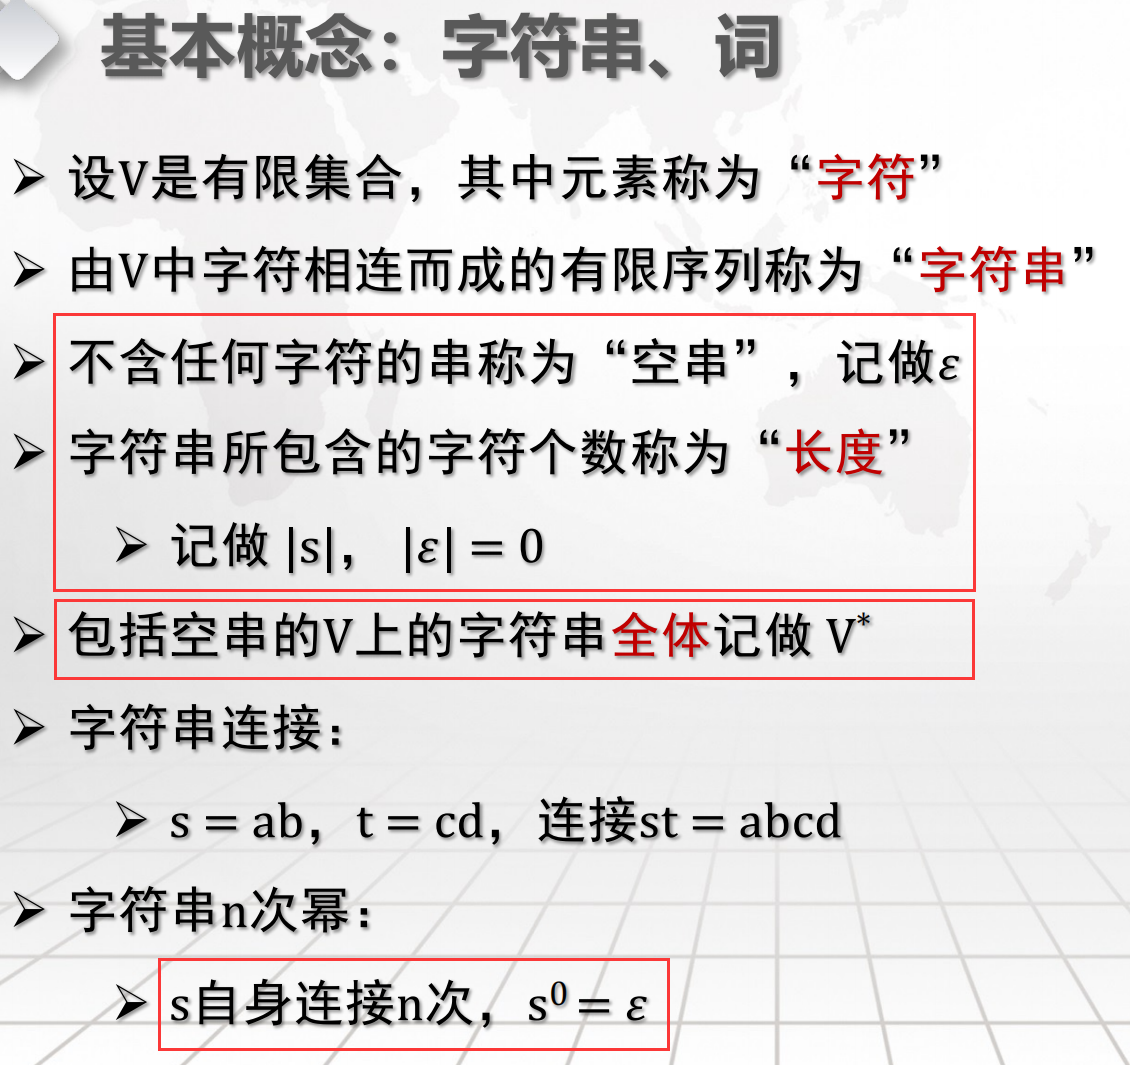 基本概念：字符串、词
设V是有限集合，其中元素称为“字符”
由V中字符相连而成的有限序列称为“字符串”
不含任何字符的串称为“空串”，记做ε
字符串所包含的字符个数称为“长度”
记做 |s|， |ε| = 0
包括空串的V上的字符串全体记做 V*
字符串连接：
s = ab，t = cd，连接st = abcd
字符串n次幂：
s自身连接n次，s⁰ = ε